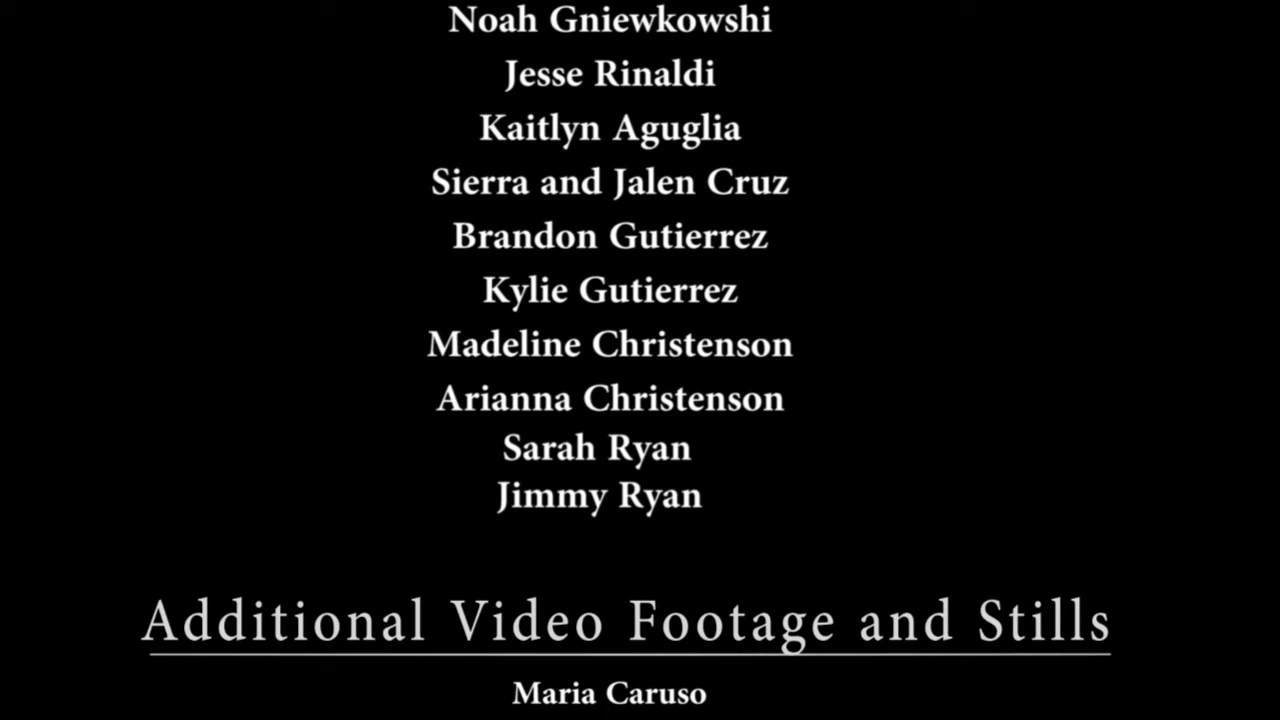 Noah Gniewkowshi
Jesse Rinaldi
Kaitlyn Aguglia
Sierra and Jalen Cruz
Brandon Gutierrez
Kylie Gutierrez
Madeline Christenson
Arianna Christenson
Sarah Ryan
Jimmy Ryan
Additional Video Footage and Stills
Maria Caruso